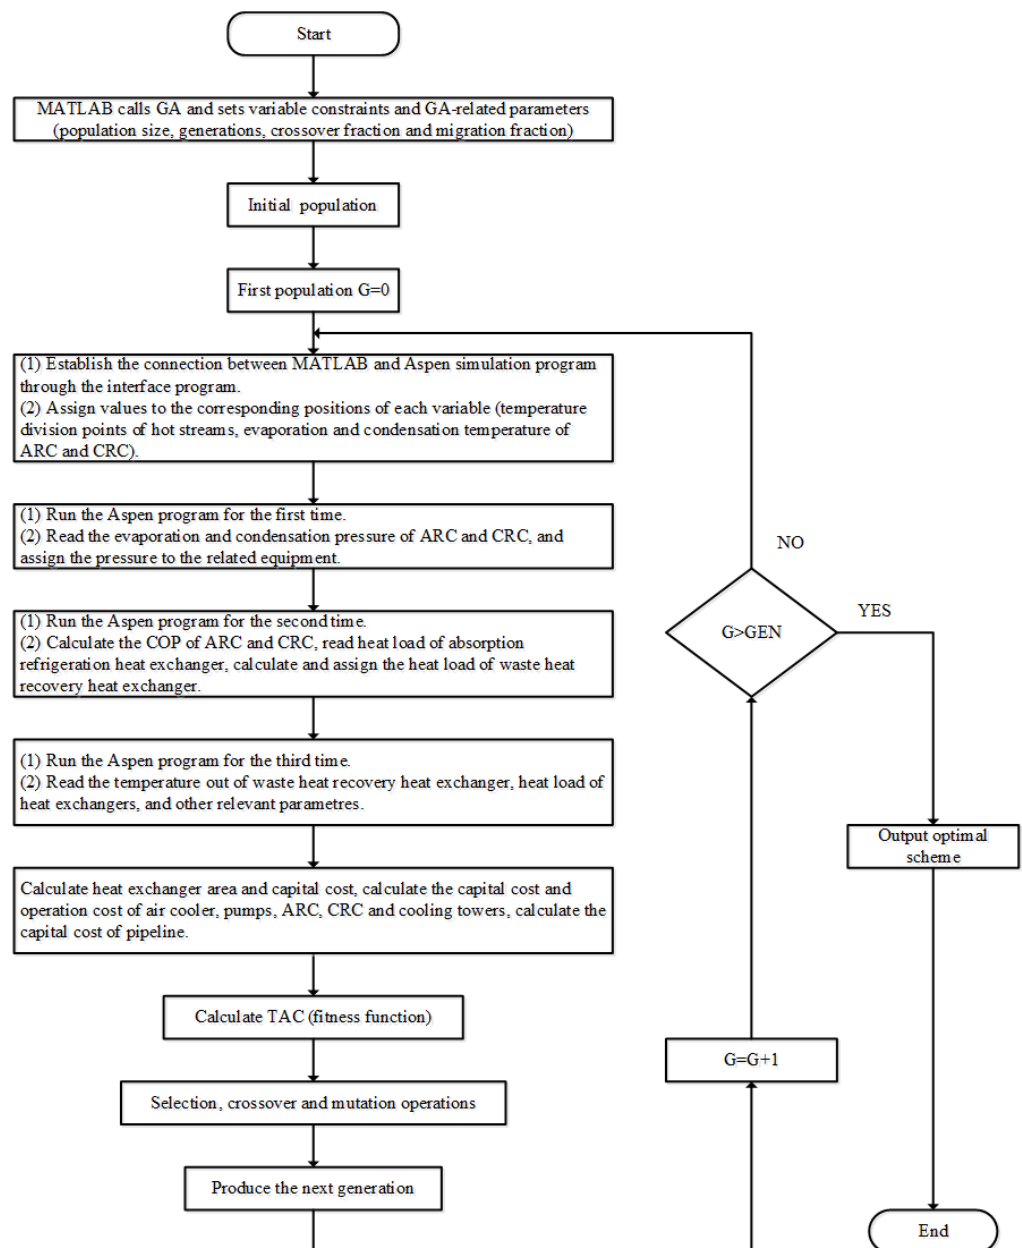 Start
MATLAB calls GA and sets variable constraints and GA-related parameters
(population size, generations, crossover fraction and migration fraction)
Initial population
First population G=0
(1) Establish the connection between MATLAB and Aspen simulation program
through the interface program.
(2) Assign values to the corresponding positions of each variable (temperature
division points of hot streams, evaporation and condensation temperature of
ARC and CRC).
(1) Run the Aspen program for the first time.
(2) Read the evaporation and condensation pressure of ARC and CRC, and
assign the pressure to the related equipment.
(1) Run the Aspen program for the second time.
(2) Calculate the COP of ARC and CRC, read heat load of absorption
refrigeration heat exchanger, calculate and assign the heat load of waste heat
recovery heat exchanger.
(1) Run the Aspen program for the third time.
(2) Read the temperature out of waste heat recovery heat exchanger, heat load of
heat exchangers, and other relevant parametres.
Calculate heat exchanger area and capital cost, calculate the capital cost and
operation cost of air cooler, pumps, ARC, CRC and cooling towers, calculate the
capital cost of pipeline.
Calculate TAC (fitness function)
Selection, crossover and mutation operations
Produce the next generation
G=G+1
G>GEN
NO
YES
Output optimal
scheme
End